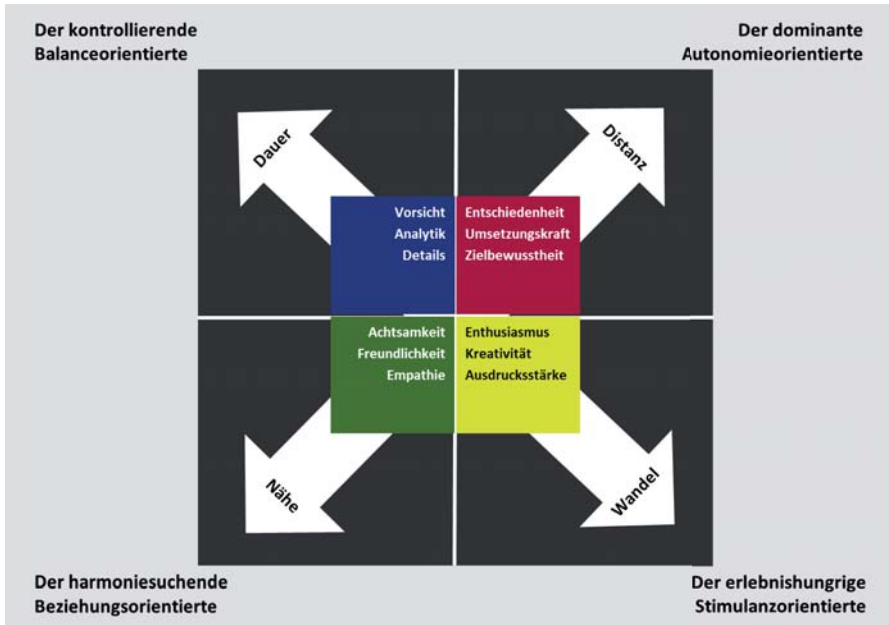 Der kontrollierende
Balanceorientierte
Der dominante
Autonomieorientierte
Dauer
Distanz
Vorsicht
Analytik
Details
Entschiedenheit
Umsetzungskraft
Zielbewusstheit
Achtsamkeit
Freundlichkeit
Empathie
Enthusiasmus
Kreativität
Ausdrucksstärke
Nähe
Wandel
Der harmoniesuchende
Beziehungsorientierte
Der erlebnishungrige
Stimulanzorientierte